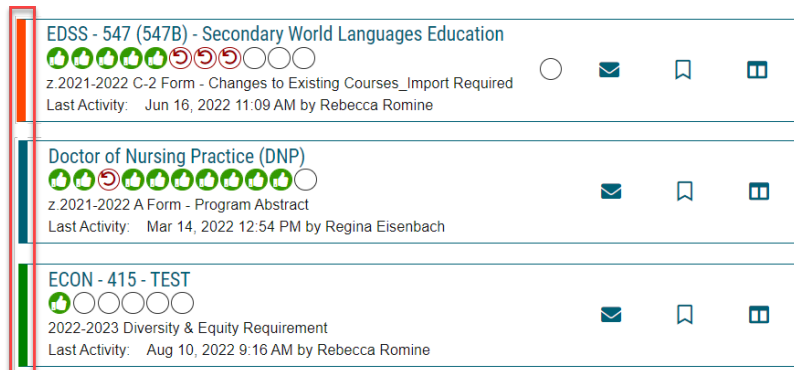 EDSS - 547 (547B) - Secondary World Languages Education
z.2021-2022 C-2 Form - Changes to Existing Courses_Import Required
Last Activity: Jun 16, 2022 11:09 AM by Rebecca Romine
Doctor of Nursing Practice (DNP)
z.2021-2022 A Form - Program Abstract
Last Activity: Mar 14, 2022 12:54 PM by Regina Eisenbach
ECON - 415 - TEST
2022-2023 Diversity & Equity Requirement
Last Activity: Aug 10, 2022 9:16 AM by Rebecca Romine